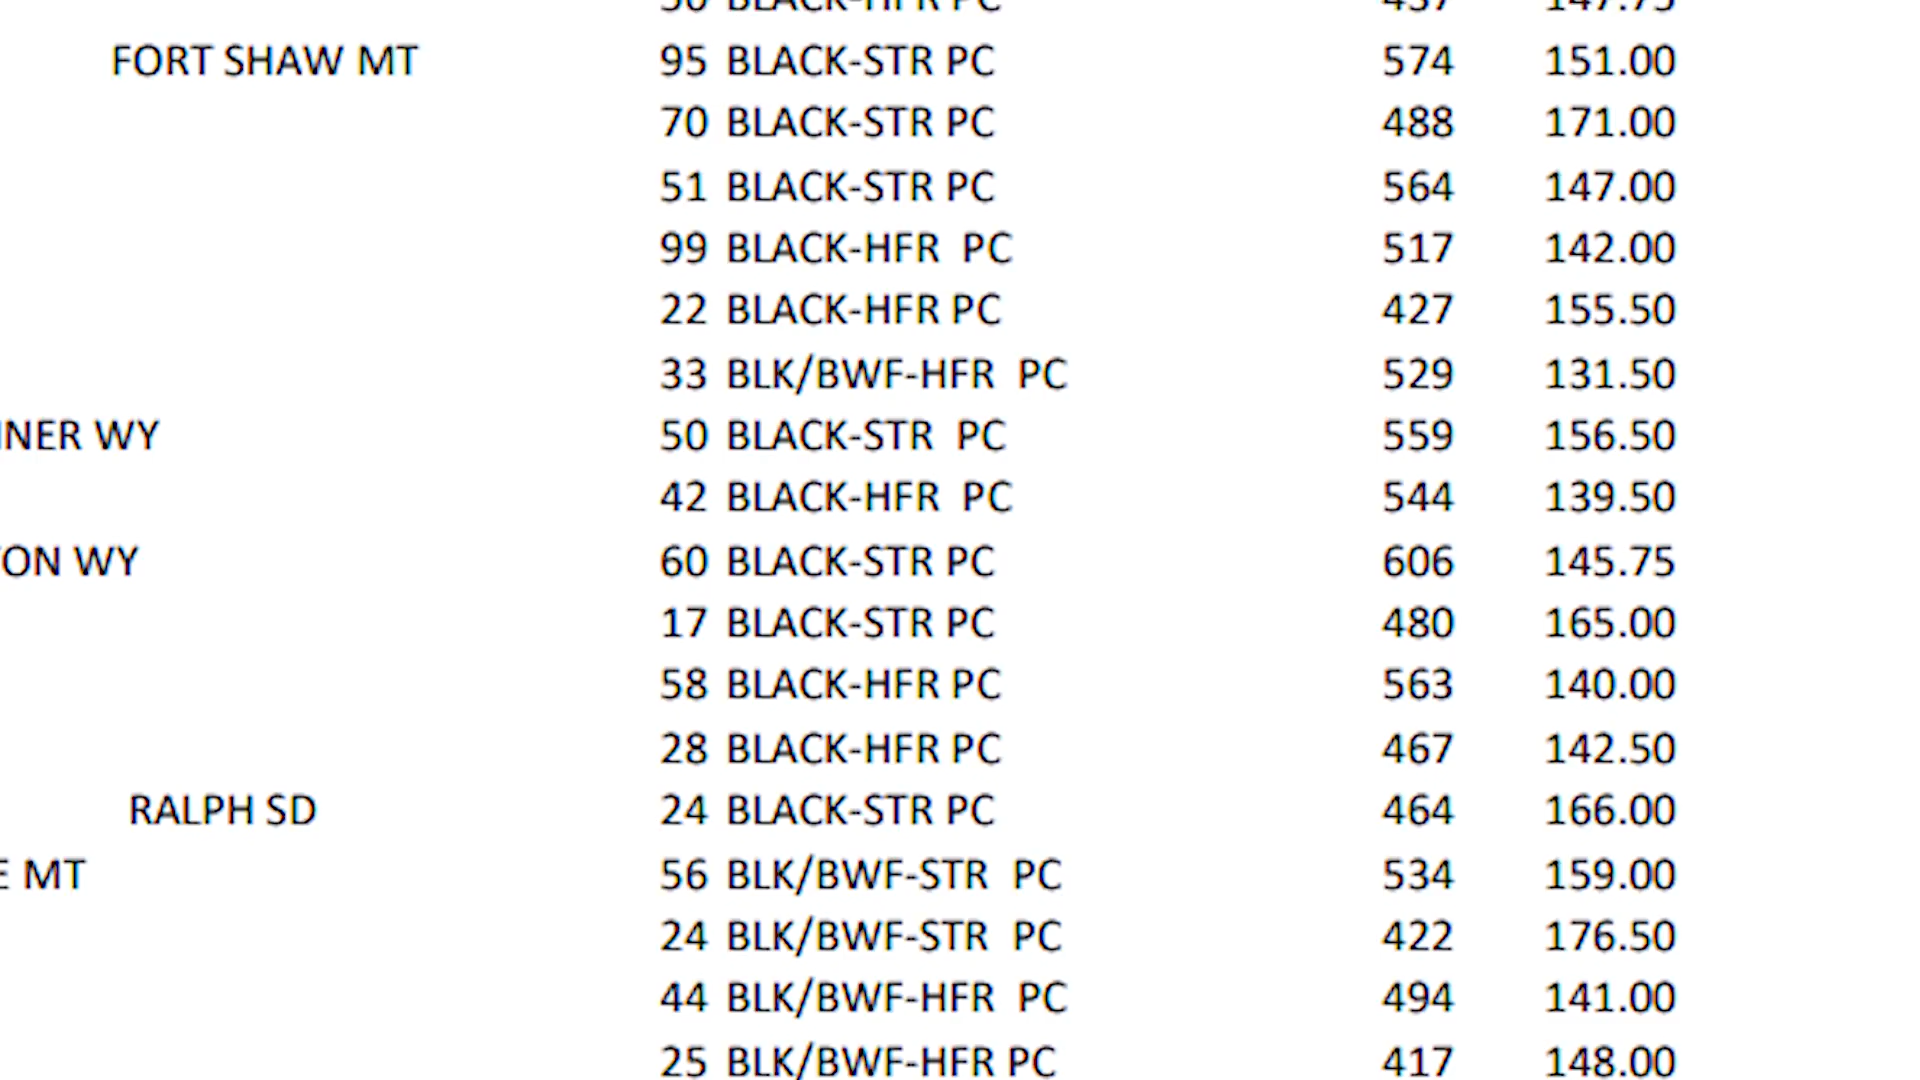 FORT SHAW MT 95 BLACK-STR PC 574 151.00
70 BLACK-STR PC 488 171.00
51 BLACK-STR PC 564 147.00
99 BLACK-HFR PC 517 142.00
22 BLACK-HFR PC 427 155.50
33 BLK/BWF-HFR PC 529 131.50
NER WY 50 BLACK-STR PC 559 156.50
42 BLACK-HFR PC 544 139.50
ON WY 60 BLACK-STR PC 606 145.75
17 BLACK-STR PC 480 165.00
58 BLACK-HFR PC 563 140.00
28 BLACK-HFR PC 467 142.50
RALPH SD 24 BLACK-STR PC 464 166.00
E MT 56 BLK/BWF-STR PC 534 159.00
24 BLK/BWF-STR PC 422 176.50
44 BLK/BWF-HFR PC 494 141.00
25 BLK/BWF-HFR PC 417 148.00